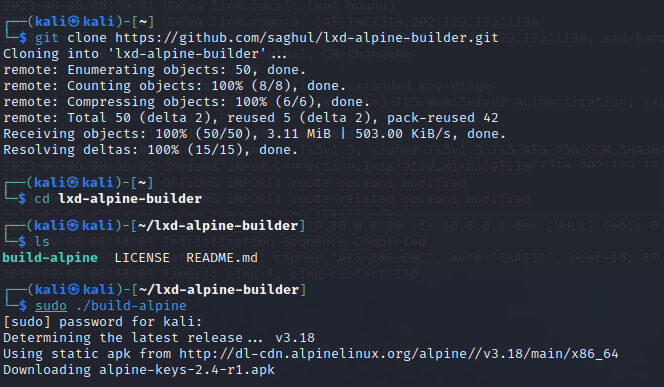 ┌──(kali㉿kali)-[~]
└─$ git clone https://github.com/saghul/lxd-alpine-builder.git
Cloning into 'lxd-alpine-builder'...
remote: Enumerating objects: 50, done.
remote: Counting objects: 100% (8/8), done.
remote: Compressing objects: 100% (6/6), done.
remote: Total 50 (delta 2), reused 5 (delta 2), pack-reused 42
Receiving objects: 100% (50/50), 3.11 MiB | 503.00 KiB/s, done.
Resolving deltas: 100% (15/15), done.
┌──(kali㉿kali)-[~]
└─$ cd lxd-alpine-builder
┌──(kali㉿kali)-[~/lxd-alpine-builder]
└─$ ls
build-alpine  LICENSE  README.md
┌──(kali㉿kali)-[~/lxd-alpine-builder]
└─$ sudo ./build-alpine
[sudo] password for kali:
Determining the latest release... v3.18
Using static apk from http://dl-cdn.alpinelinux.org/alpine//v3.18/main/x86_64
Downloading alpine-keys-2.4-r1.apk